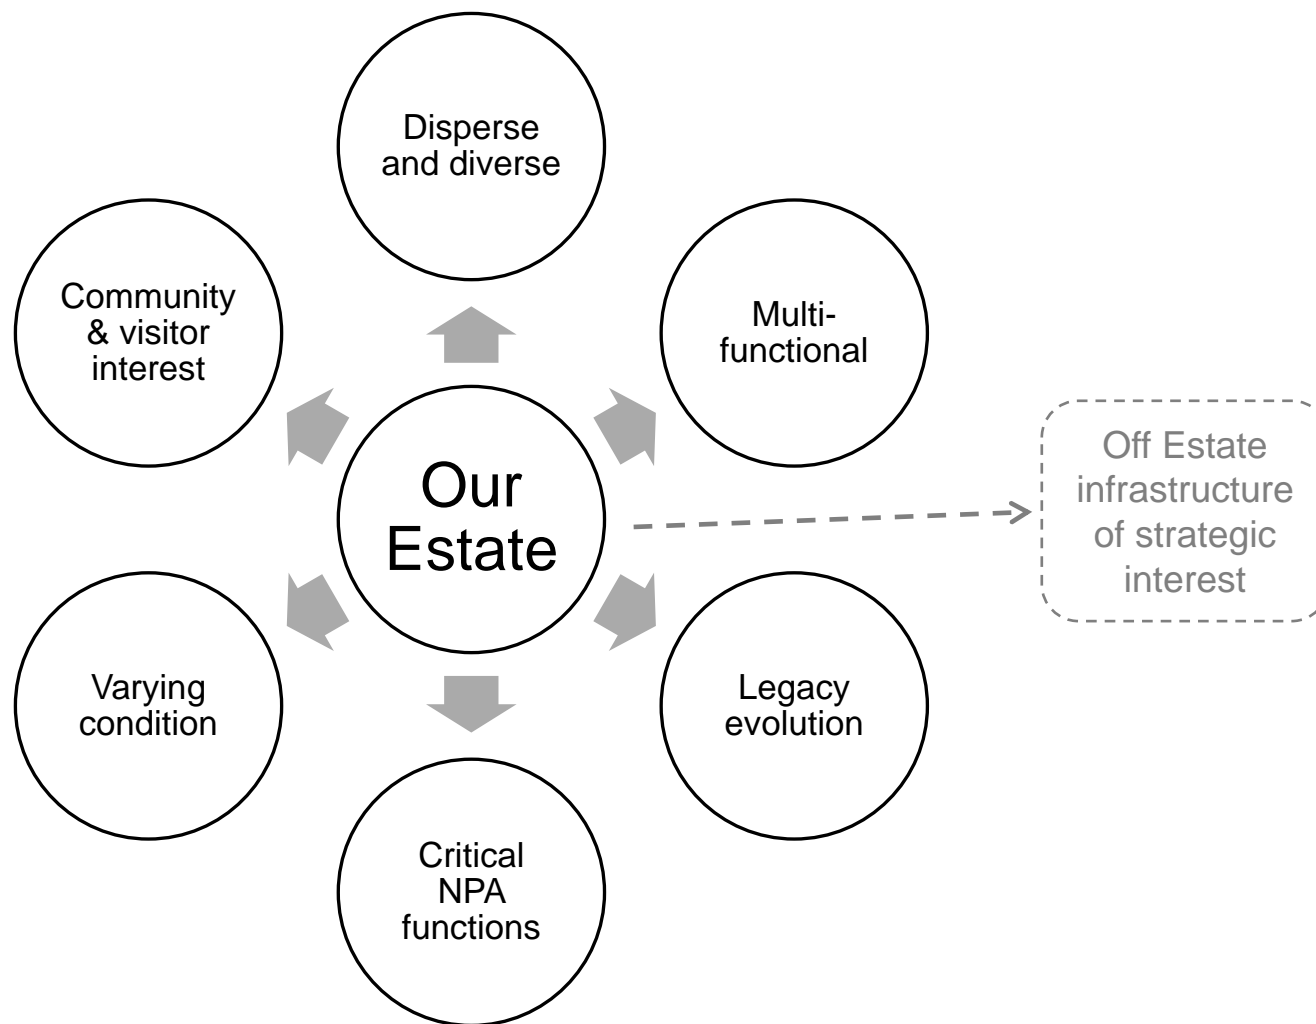 Disperse
and diverse
Community
& visitor
interest
Multi-
functional
Our
Estate
Off Estate
infrastructure
of strategic
interest
Varying
condition
Legacy
evolution
Critical
NPA
functions